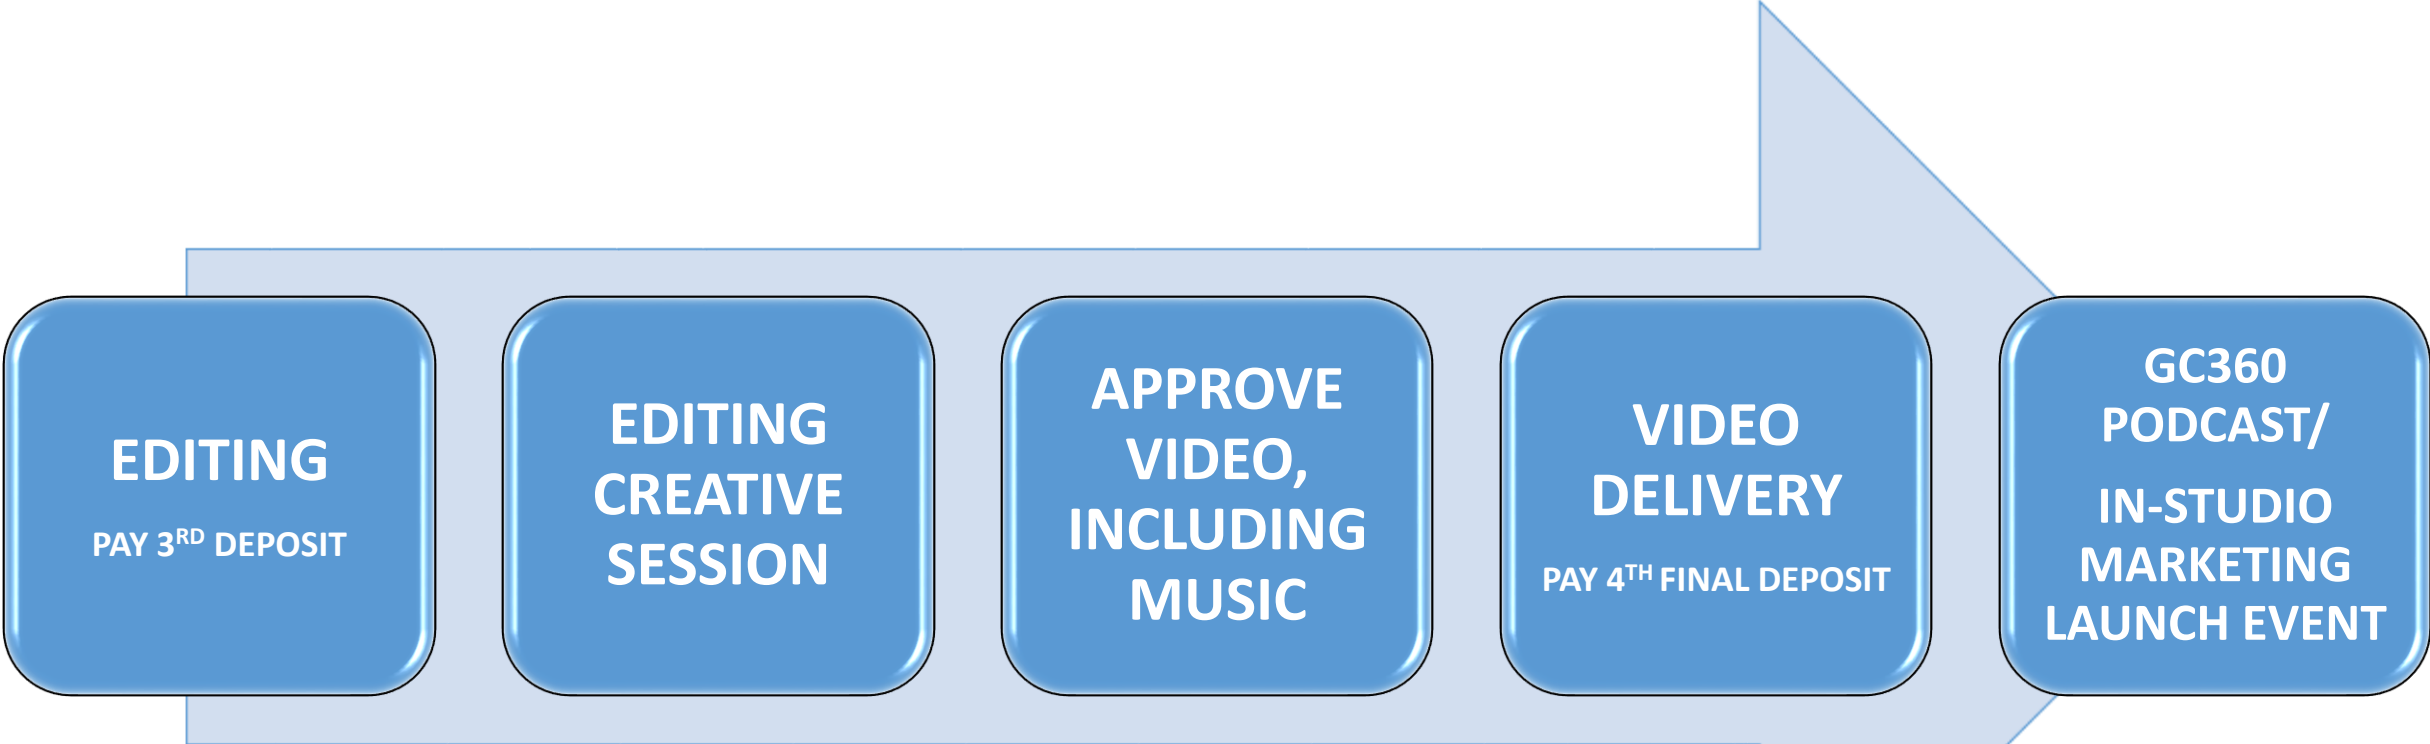 EDITING
PAY 3RD DEPOSIT
EDITING
CREATIVE
SESSION
APPROVE
VIDEO,
INCLUDING
MUSIC
VIDEO
DELIVERY
PAY 4TH FINAL DEPOSIT
GC360
PODCAST/
IN-STUDIO
MARKETING
LAUNCH EVENT